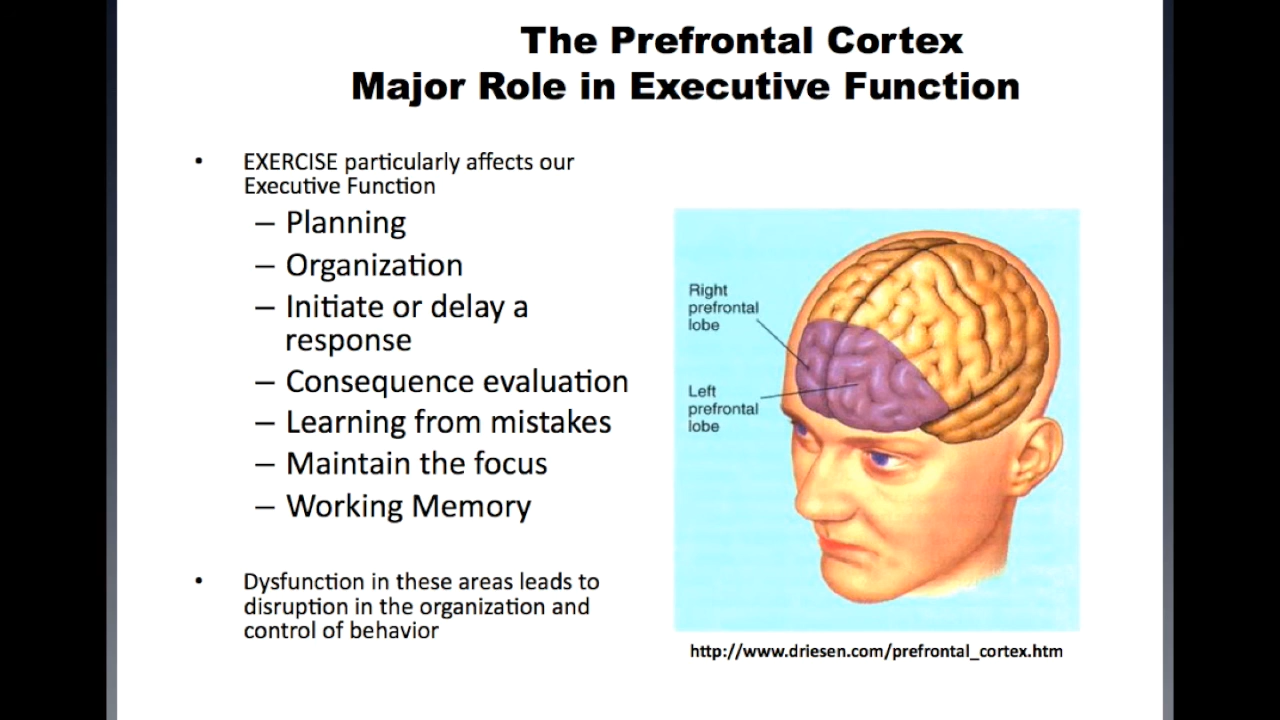 The Prefrontal Cortex
Major Role in Executive Function
• EXERCISE particularly affects our
Executive Function
– Planning
– Organization
– Initiate or delay a
response
– Consequence evaluation
– Learning from mistakes
– Maintain the focus
– Working Memory
• Dysfunction in these areas leads to
disruption in the organization and
control of behavior
Right
prefrontal
lobe
Left
prefrontal
lobe
http://www.driesen.com/prefrontal_cortex.htm